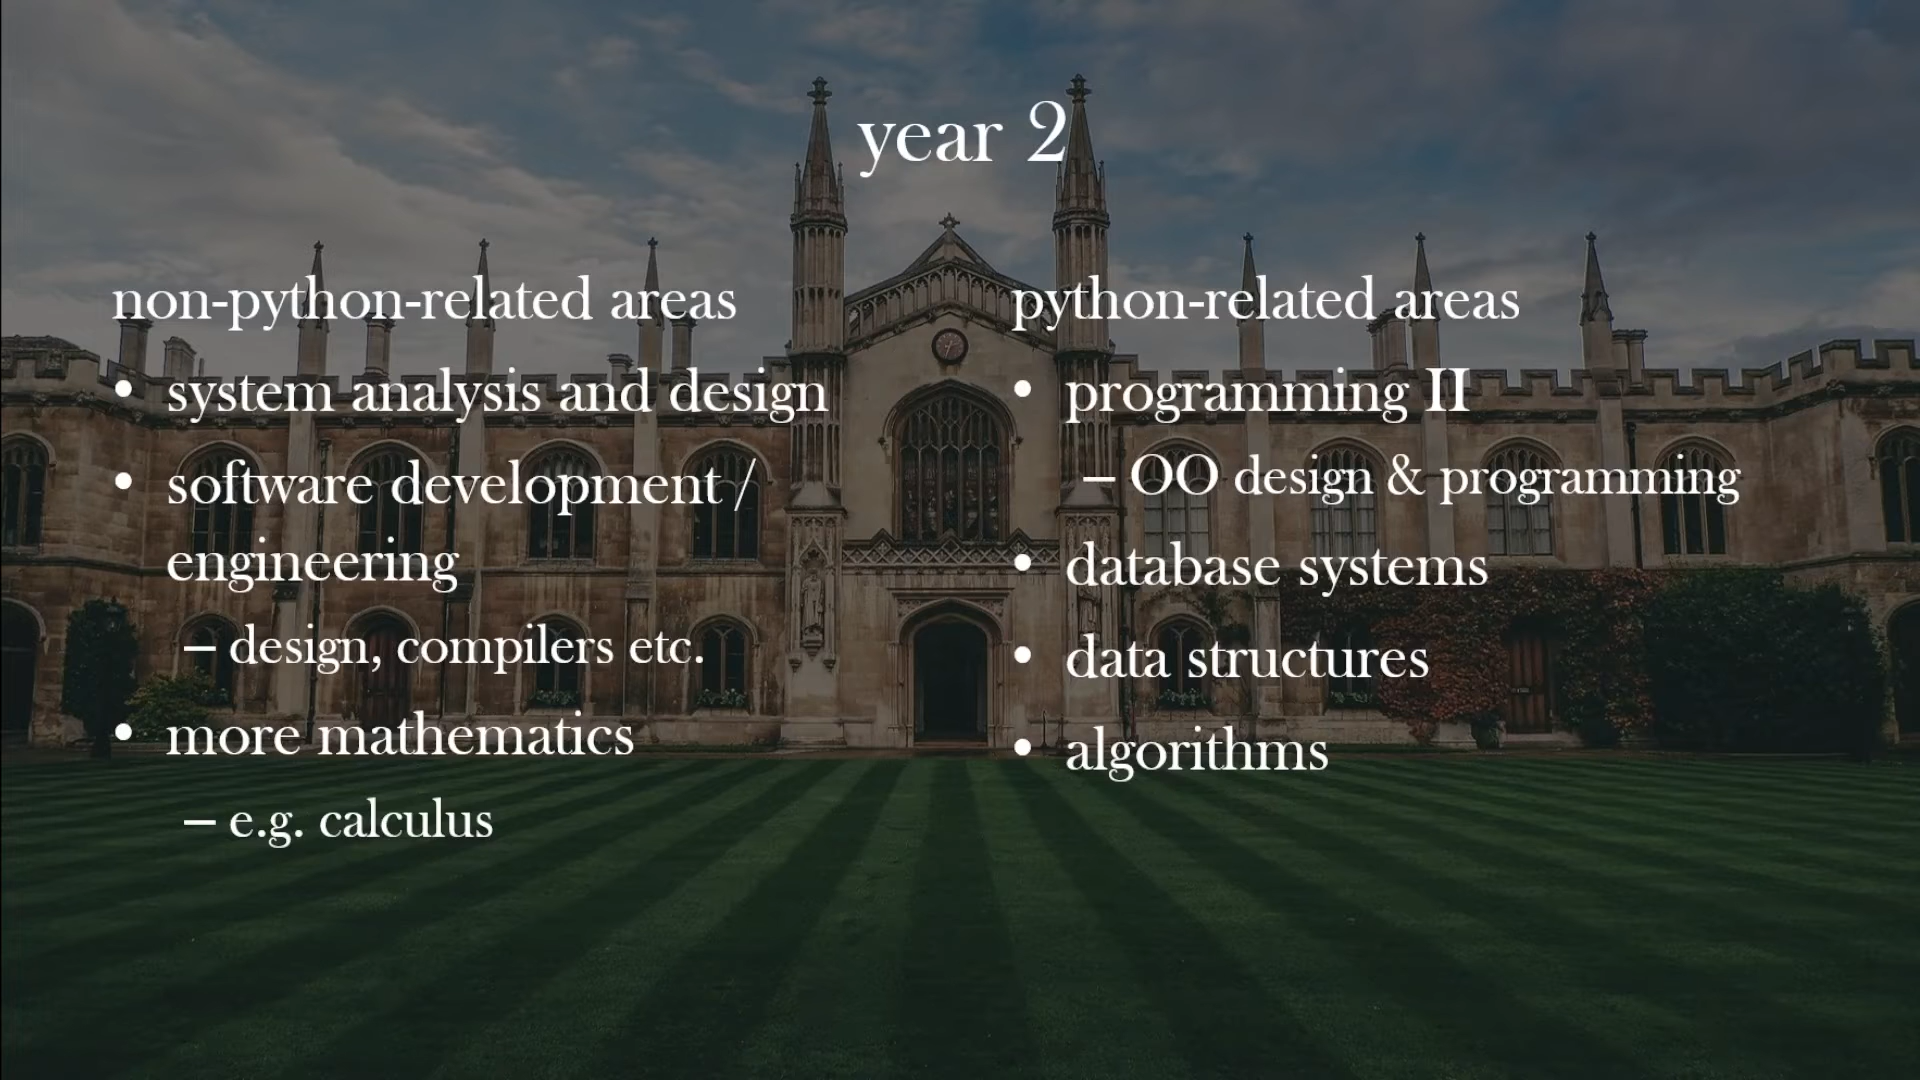 year 2
non-python-related areas
• system analysis and design
• software development /
engineering
– design, compilers etc.
• more mathematics
– e.g. calculus
python-related areas
• programming II
– OO design & programming
• database systems
• data structures
• algorithms